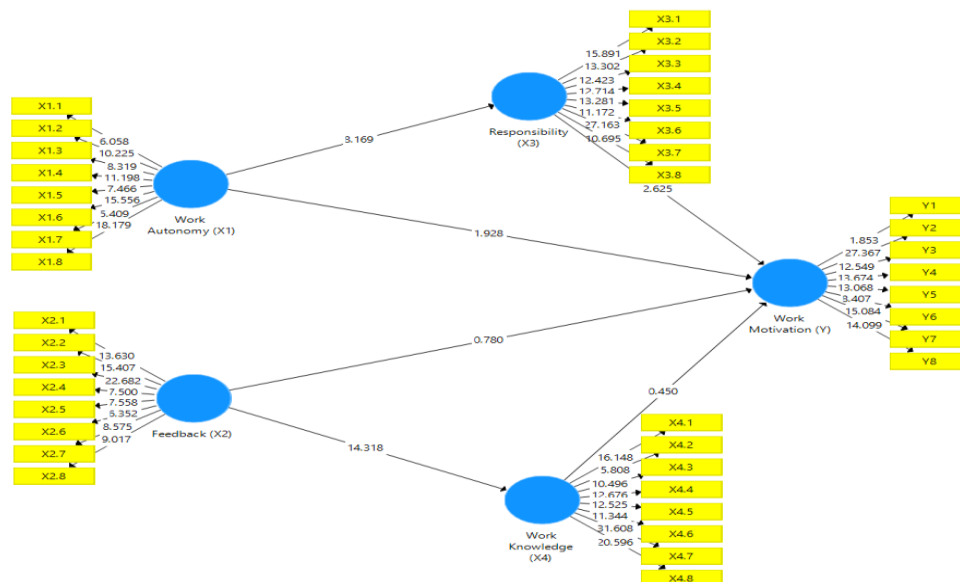 X1.1
X1.2
X1.3
X1.4
X1.5
X1.6
X1.7
X1.8
6.058
10.225
8.319
11.198
7.466
15.556
5.409
18.179
Work
Autonomy (X1)
8.169
1.928
X3.1
X3.2
X3.3
X3.4
X3.5
X3.6
X3.7
X3.8
15.891
13.302
12.423
12.714
13.281
11.172
27.163
10.695
Responsibility
(X3)
2.625
X2.1
X2.2
X2.3
X2.4
X2.5
X2.6
X2.7
X2.8
13.630
15.407
22.682
7.500
7.558
8.575
9.017
Feedback (X2)
0.780
14.318
Y1
Y2
Y3
Y4
Y5
Y6
Y7
Y8
1.853
27.367
12.549
13.674
13.068
8.407
15.084
14.099
Work
Motivation (Y)
0.450
X4.1
X4.2
X4.3
X4.4
X4.5
X4.6
X4.7
X4.8
16.148
5.808
10.496
12.676
12.525
11.344
31.608
20.596
Work
Knowledge
(X4)